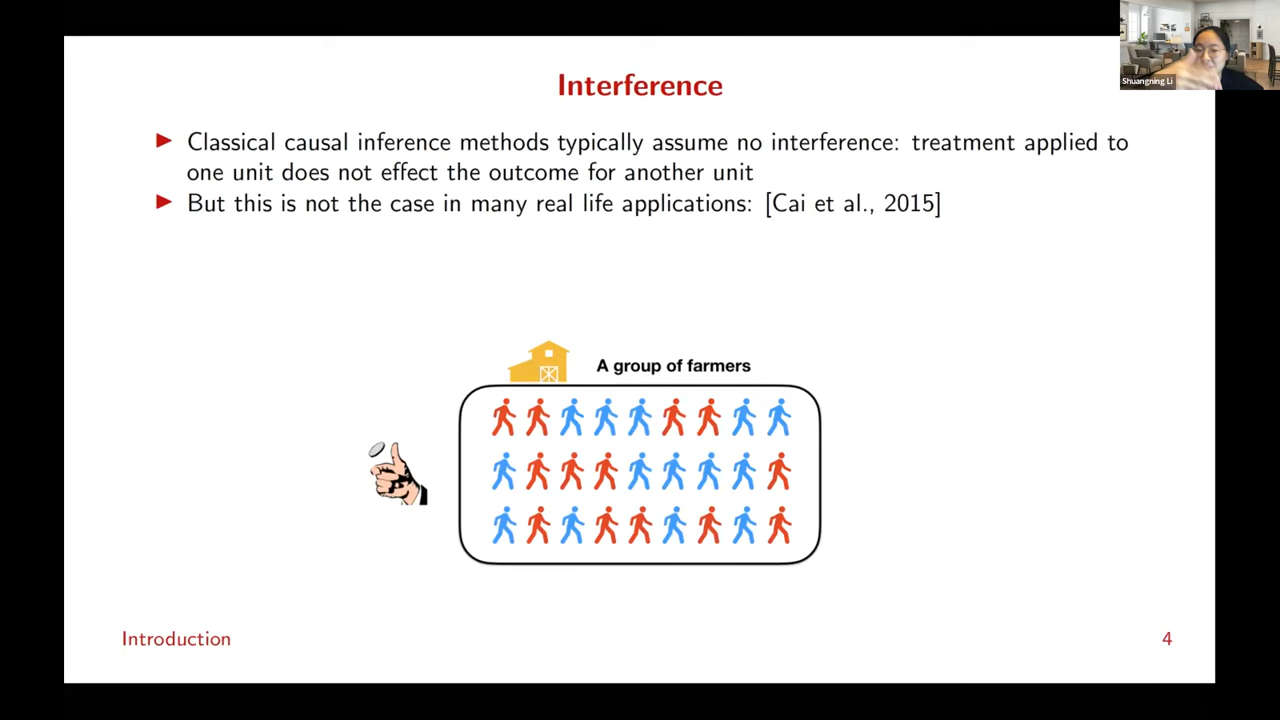 Shuangning Li
Interference
Classical causal inference methods typically assume no interference: treatment applied to
one unit does not effect the outcome for another unit
But this is not the case in many real life applications: [Cai et al., 2015]
A group of farmers
Introduction
4